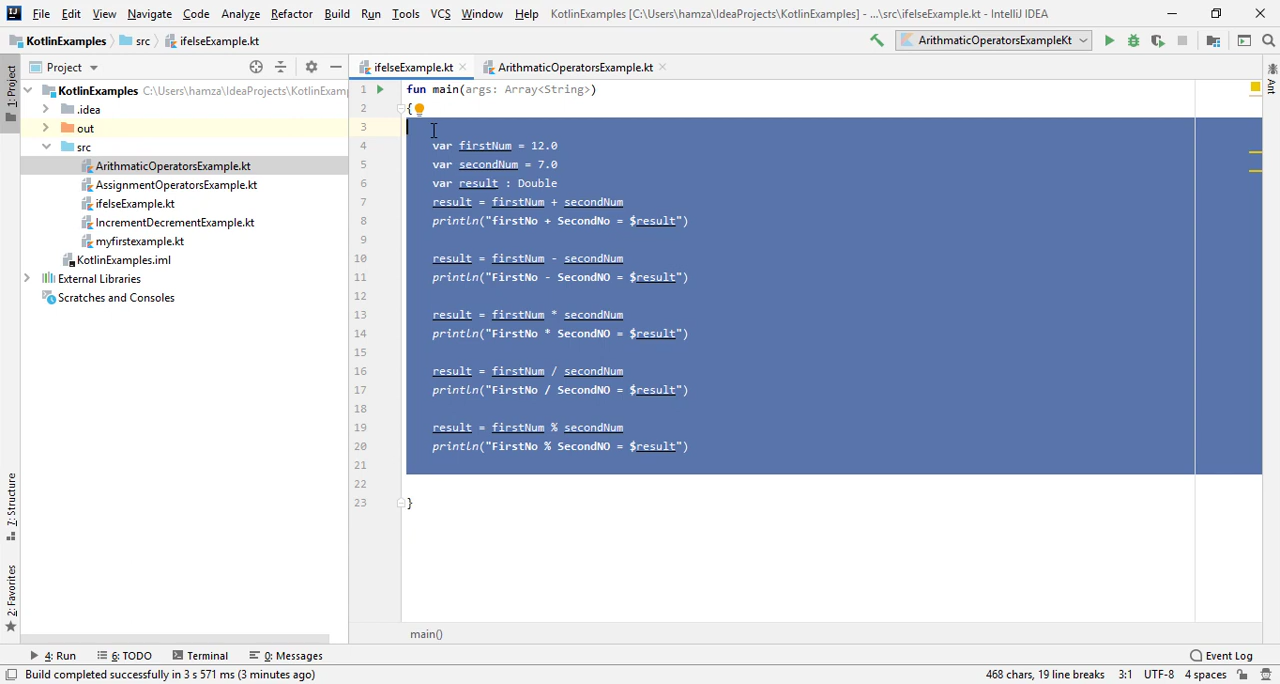 File Edit View Navigate Code Analyze Refactor Build Run Tools VCS Window Help KotlinExamples [C:\Users\hamza\IdeaProjects\KotlinExamples] - ...\src\ifelseExample.kt - IntelliJ IDEA
KotlinExamples src ifelseExample.kt ArithmaticOperatorsExampleKt
1: Project
Project
ifelseExample.kt ArithmaticOperatorsExample.kt
Ant
KotlinExamples C:\Users\hamza\IdeaProjects\KotlinExamp
.idea
out
src
ArithmaticOperatorsExample.kt
AssignmentOperatorsExample.kt
ifelseExample.kt
IncrementDecrementExample.kt
myfirstexample.kt
KotlinExamples.iml
External Libraries
Scratches and Consoles
Z: Structure
2: Favorites
1 fun main(args: Array<String>)
2 {
3
4 var firstNum = 12.0
5 var secondNum = 7.0
6 var result : Double
7 result = firstNum + secondNum
8 println("firstNo + SecondNo = $result")
9
10 result = firstNum - secondNum
11 println("FirstNo - SecondNO = $result")
12
13 result = firstNum * secondNum
14 println("FirstNo * SecondNO = $result")
15
16 result = firstNum / secondNum
17 println("FirstNo / SecondNO = $result")
18
19 result = firstNum % secondNum
20 println("FirstNo % SecondNO = $result")
21
22
23 }
main()
4: Run 6: TODO Terminal 0: Messages Event Log
Build completed successfully in 3 s 571 ms (3 minutes ago) 468 chars, 19 line breaks 3:1 UTF-8 4 spaces